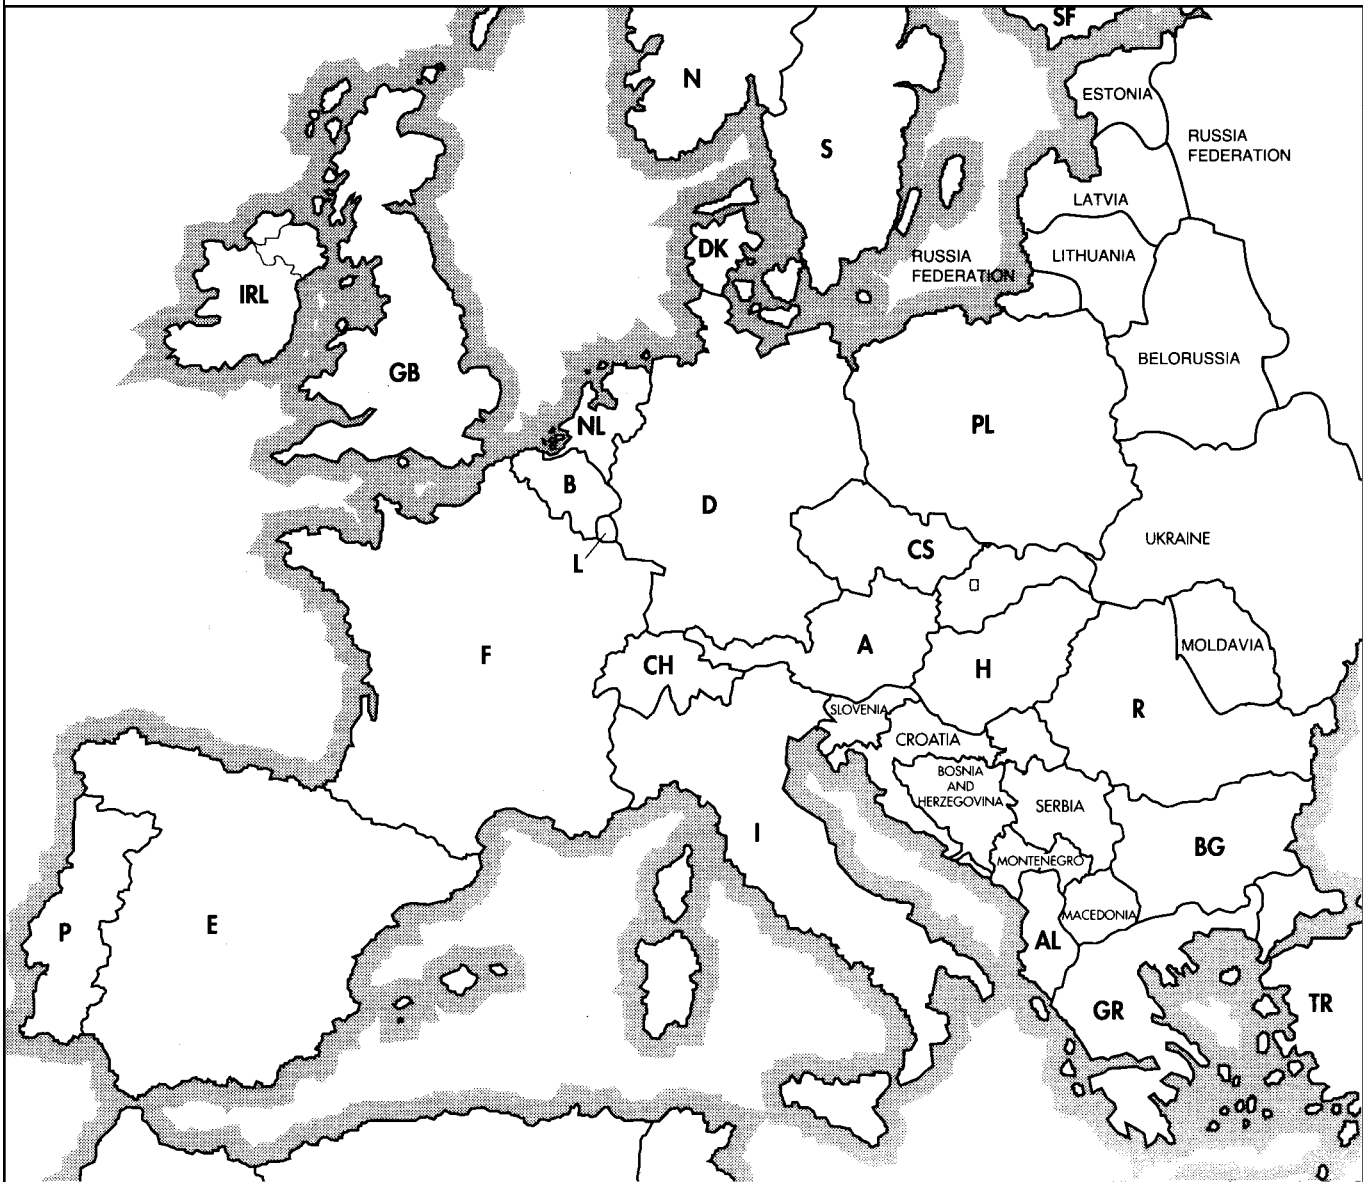 SF
N
ESTONIA
S
RUSSIA
FEDERATION
LATVIA
DK
LITHUANIA
RUSSIA
FEDERATION
IRL
BELORUSSIA
GB
PL
NL
B
D
UKRAINE
CS
L
MOLDAVIA
A
F
CH
H
SLOVENIA
R
CROATIA
BOSNIA
AND
HERZEGOVINA
SERBIA
I
BG
MONTENEGRO
MACEDONIA
E
P
AL
TR
GR